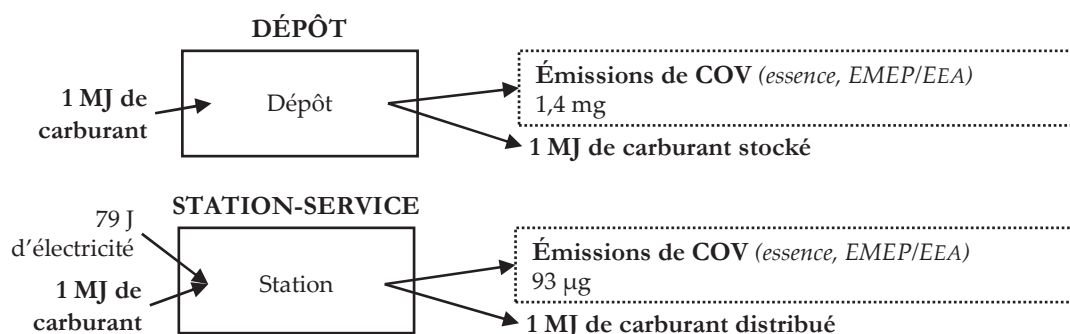 DÉPÔT
1 MJ de
carburant
Dépôt
Émissions de COV (essence, EMEP/EEA)
1,4 mg
1 MJ de carburant stocké
STATION-SERVICE
79 J
d’électricité
1 MJ de
carburant
Station
Émissions de COV (essence, EMEP/EEA)
93 µg
1 MJ de carburant distribué